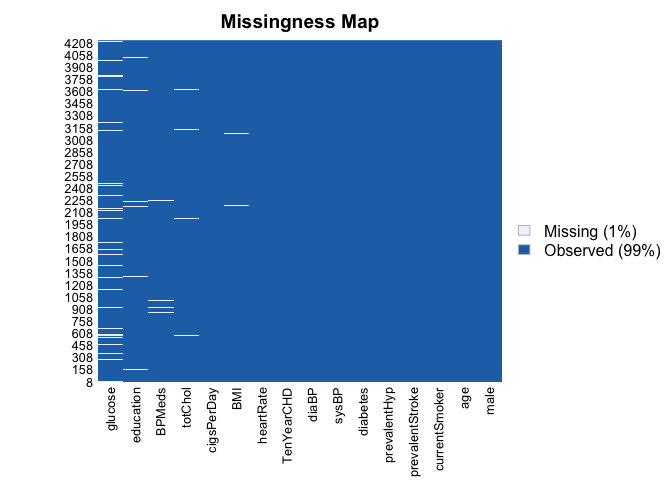 Missingness Map
4208
4058
3908
3758
3608
3458
3308
3158
3008
2858
2708
2558
2408
2258
2108
1958
1808
1658
1508
1358
1208
1058
908
758
608
458
308
158
8
Missing (1%)
Observed (99%)
glucose
education
BPMeds
totChol
cigsPerDay
BMI
heartRate
TenYearCHD
diaBP
sysBP
diabetes
prevalentHyp
prevalentStroke
currentSmoker
age
male